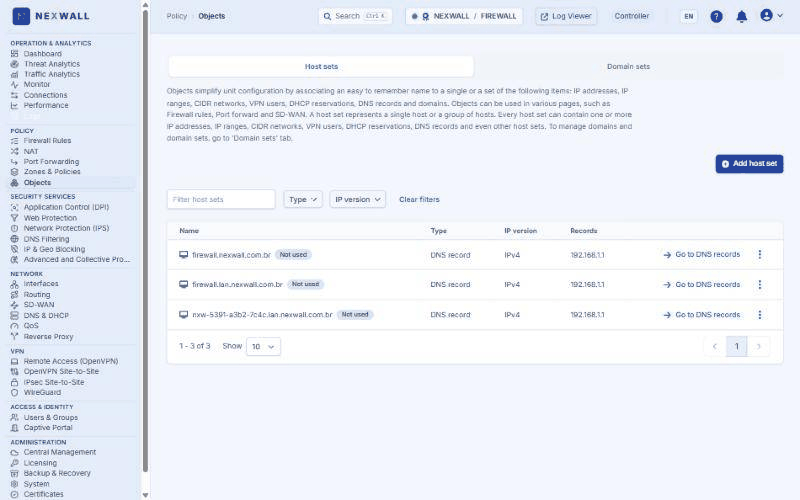 NEXWALL
Policy
Objects
Search Ctrl K
NEXWALL / FIREWALL
Log Viewer
Controller
EN
OPERATION & ANALYTICS
Dashboard
Threat Analytics
Traffic Analytics
Monitor
Connections
Performance
Logs
POLICY
Firewall Rules
NAT
Port Forwarding
Zones & Policies
Objects
SECURITY SERVICES
Application Control (DPI)
Web Protection
Network Protection (IPS)
DNS Filtering
IP & Geo Blocking
Advanced and Collective Pro...
NETWORK
Interfaces
Routing
SD-WAN
DNS & DHCP
QoS
Reverse Proxy
VPN
Remote Access (OpenVPN)
OpenVPN Site-to-Site
IPsec Site-to-Site
WireGuard
ACCESS & IDENTITY
Users & Groups
Captive Portal
ADMINISTRATION
Central Management
Licensing
Backup & Recovery
System
Certificates
Host sets
Domain sets
Objects simplify unit configuration by associating an easy to remember name to a single or a set of the following items: IP addresses, IP
ranges, CIDR networks, VPN users, DHCP reservations, DNS records and domains. Objects can be used in various pages, such as
Firewall rules, Port forward and SD-WAN. A host set represents a single host or a group of hosts. Every host set can contain one or more
IP addresses, IP ranges, CIDR networks, VPN users, DHCP reservations, DNS records and even other host sets. To manage domains and
domain sets, go to 'Domain sets' tab.
Add host set
Filter host sets
Type
IP version
Clear filters
Name Type IP version Records
firewall.nexwall.com.br Not used DNS record IPv4 192.168.1.1 Go to DNS records
firewall.lan.nexwall.com.br Not used DNS record IPv4 192.168.1.1 Go to DNS records
nxw-5391-a3b2-7c4c.lan.nexwall.com.br Not used DNS record IPv4 192.168.1.1 Go to DNS records
1 - 3 of 3 Show 10 1